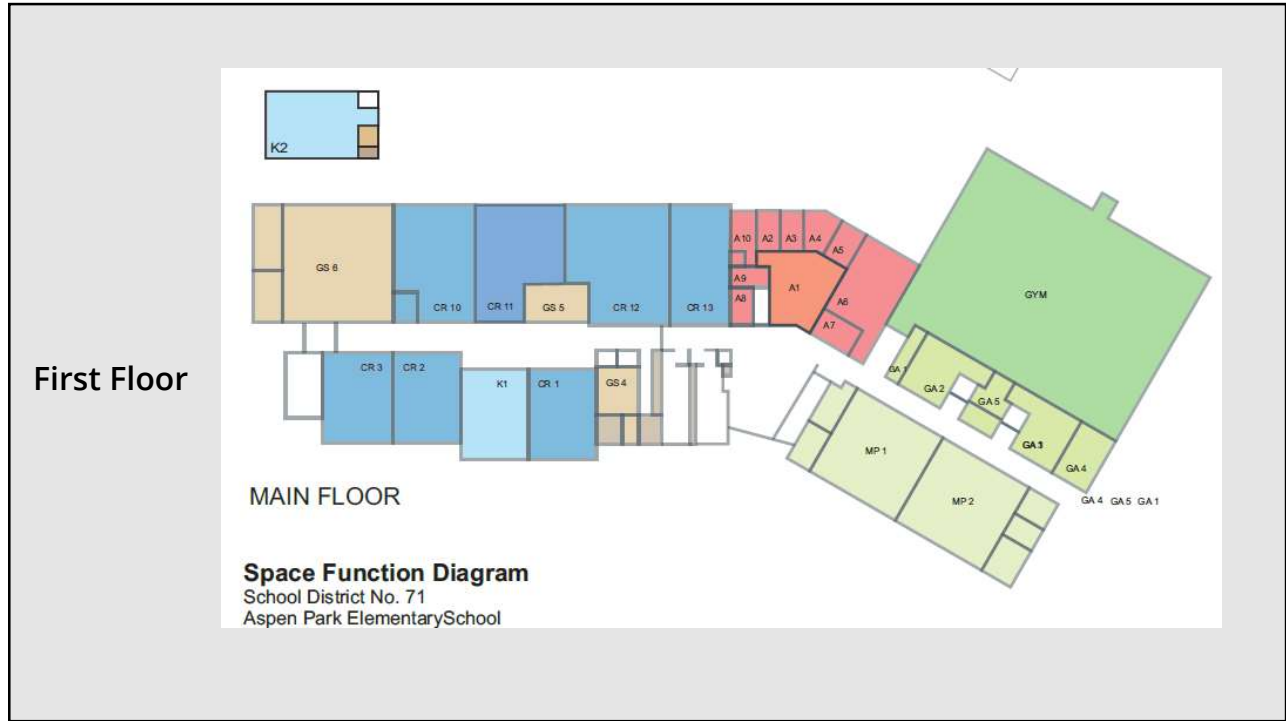 First Floor
K2
GS 6
CR 10
CR 11
GS 5
CR 12
CR 13
A10
A2
A3
A4
A5
A9
A8
A1
A6
A7
GYM
CR 3
CR 2
K1
CR 1
GS 4
GA 1
GA 2
GA 5
GA 3
GA 4
MP 1
MP 2
GA 4 GA 5 GA 1
MAIN FLOOR
Space Function Diagram
School District No. 71
Aspen Park ElementarySchool